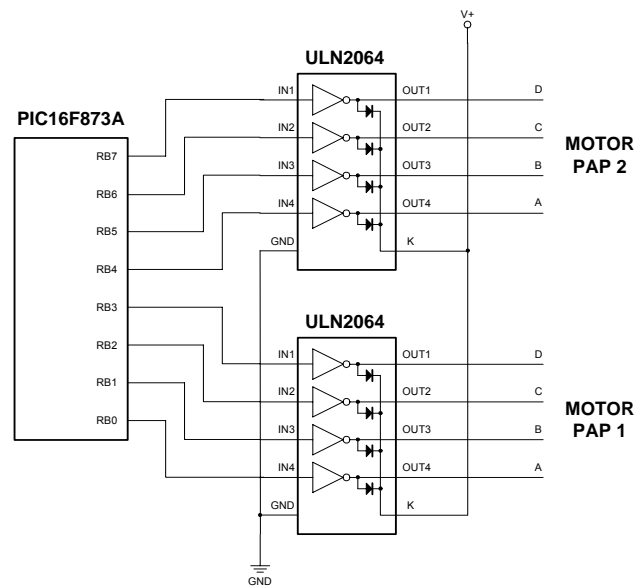 V+
ULN2064
PIC16F873A
RB7
RB6
RB5
RB4
RB3
RB2
RB1
RB0
IN1
IN2
IN3
IN4
GND
OUT1
OUT2
OUT3
OUT4
K
D
C
B
A
MOTOR
PAP 2
ULN2064
IN1
IN2
IN3
IN4
GND
OUT1
OUT2
OUT3
OUT4
K
D
C
B
A
MOTOR
PAP 1
GND